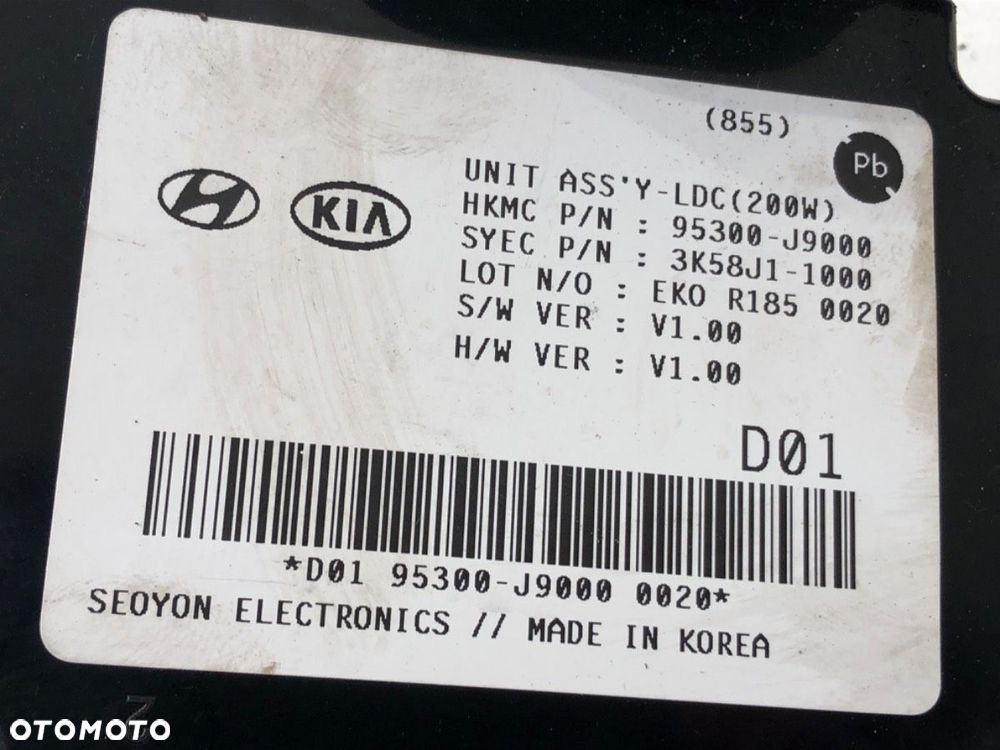 (855)
Pb
KIA
UNIT ASS'Y-LDC(200W)
HKMC P/N : 95300-J9000
SYEC P/N : 3K58J1-1000
LOT N/O : EKO R185 0020
S/W VER : V1.00
H/W VER : V1.00
D01
*D01 95300-J9000 0020*
SEOYON ELECTRONICS // MADE IN KOREA
OTOMOTO